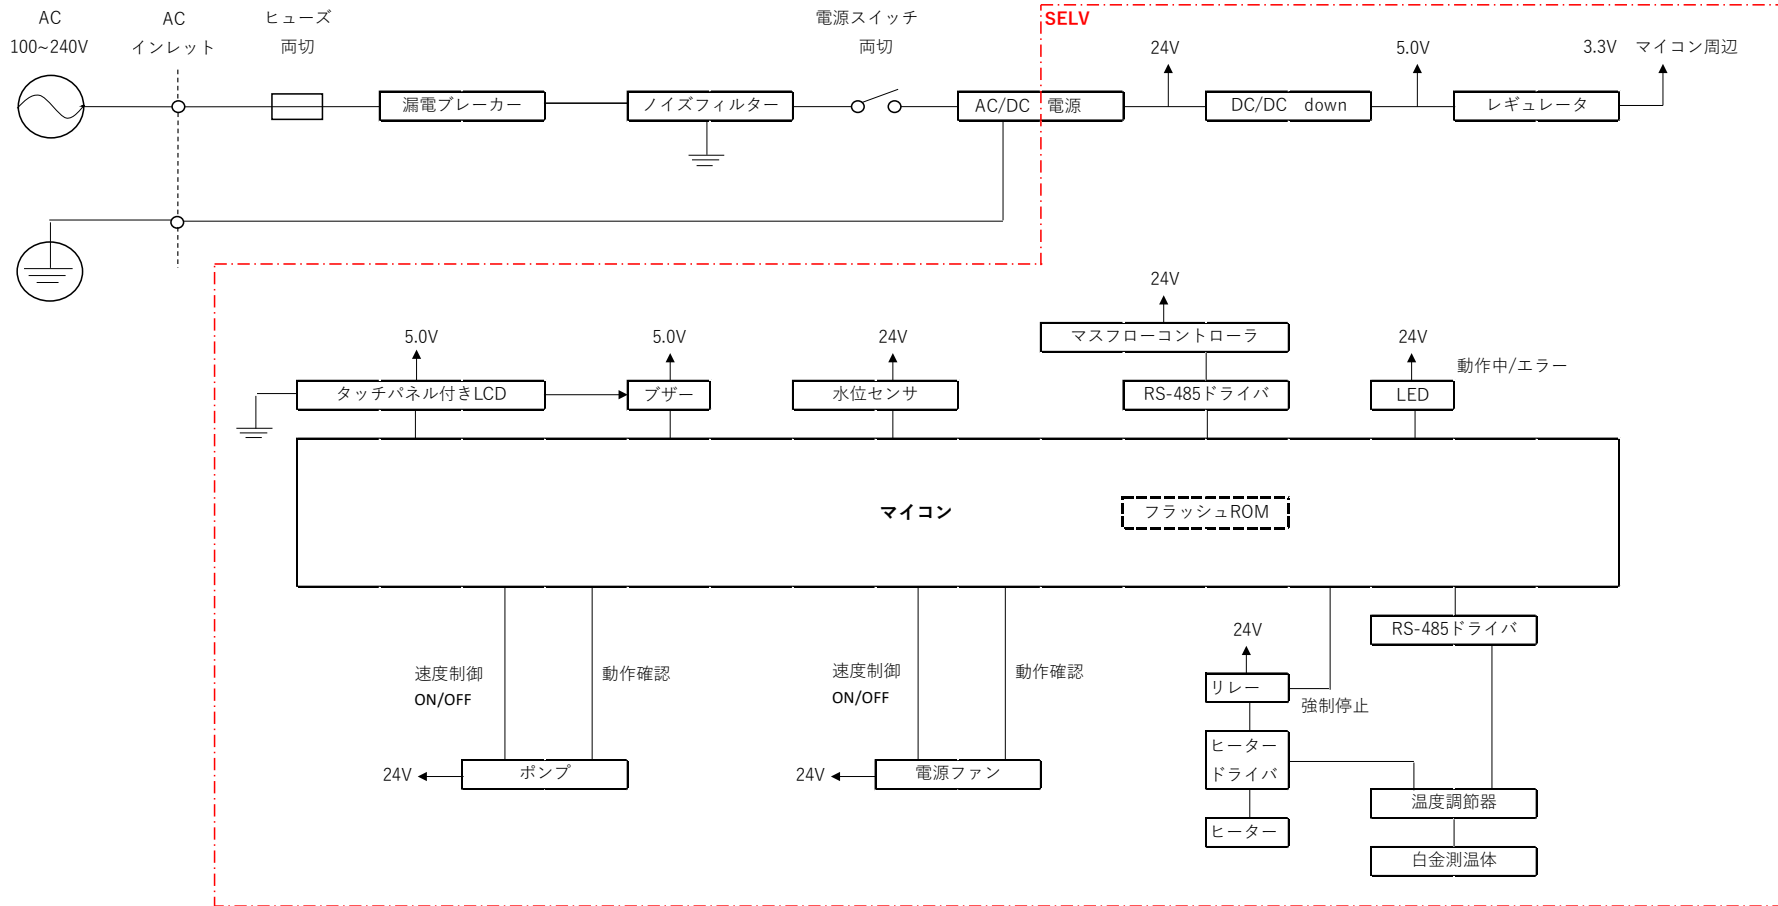 AC
100~240V
AC
インレット
ヒューズ
両切
電源スイッチ
両切
SELV
24V
5.0V
3.3V マイコン周辺
漏電ブレーカー
ノイズフィルター
AC/DC 電源
DC/DC down
レギュレータ
24V
マスフローコントローラ
5.0V
5.0V
24V
24V
動作中/エラー
タッチパネル付きLCD
ブザー
水位センサ
RS-485ドライバ
LED
マイコン
フラッシュROM
速度制御
ON/OFF
動作確認
速度制御
ON/OFF
動作確認
24V
RS-485ドライバ
リレー
強制停止
ヒーター
ドライバ
24V
ポンプ
24V
電源ファン
温度調節器
ヒーター
白金測温体